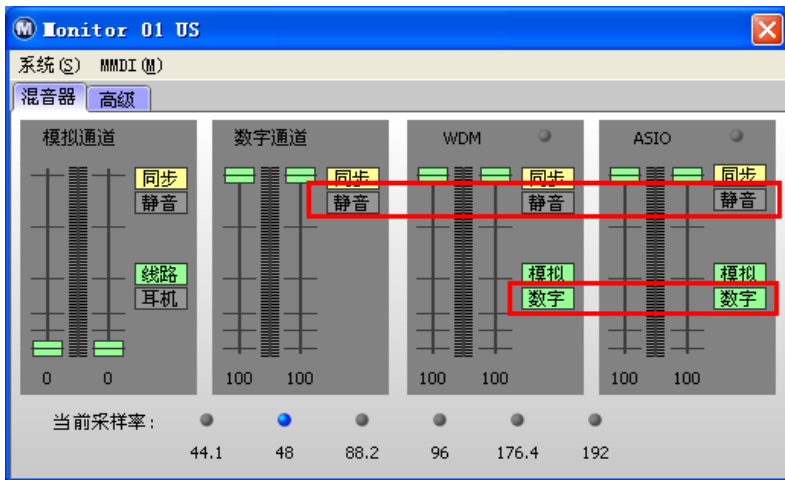 Monitor 01 US
系统(S) MMDI(M)
混音器 高级
模拟通道 数字通道 WDM ASIO
同步 同步 同步 同步
静音 静音 静音 静音
线路 模拟 模拟
耳机 数字 数字
0 0 100 100 100 100 100 100
当前采样率:
44.1 48 88.2 96 176.4 192